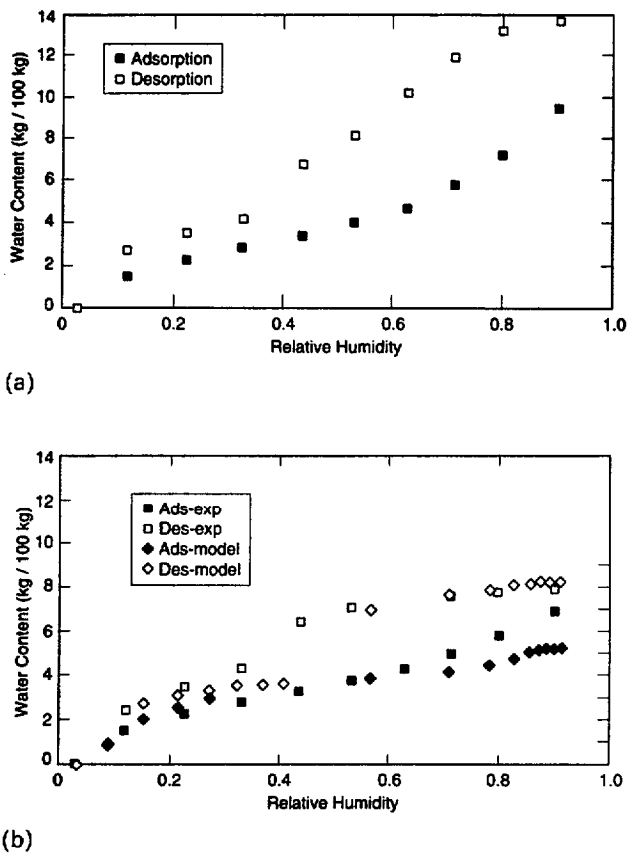 14
12
10
8
6
4
2
0
Water Content (kg / 100 kg)
Adsorption
Desorption
0 0.2 0.4 0.6 0.8 1.0
Relative Humidity
(a)
14
12
10
8
6
4
2
0
Water Content (kg / 100 kg)
Ads-exp
Des-exp
Ads-model
Des-model
0 0.2 0.4 0.6 0.8 1.0
Relative Humidity
(b)